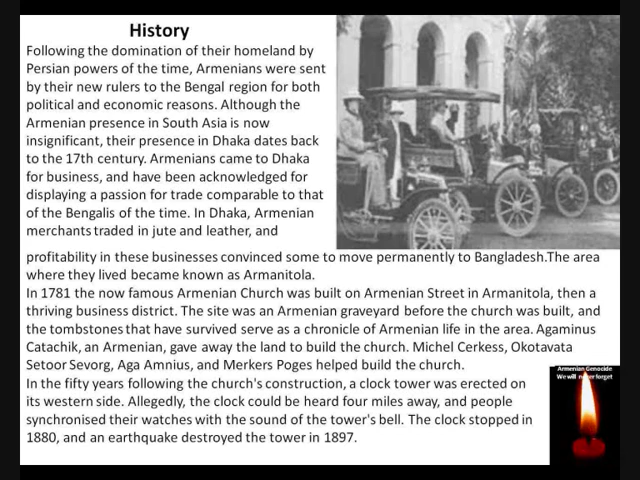 History
Following the domination of their homeland by
Persian powers of the time, Armenians were sent
by their new rulers to the Bengal region for both
political and economic reasons. Although the
Armenian presence in South Asia is now
insignificant, their presence in Dhaka dates back
to the 17th century. Armenians came to Dhaka
for business, and have been acknowledged for
displaying a passion for trade comparable to that
of the Bengalis of the time. In Dhaka, Armenian
merchants traded in jute and leather, and
profitability in these businesses convinced some to move permanently to Bangladesh.The area
where they lived became known as Armanitola.
In 1781 the now famous Armenian Church was built on Armenian Street in Armanitola, then a
thriving business district. The site was an Armenian graveyard before the church was built, and
the tombstones that have survived serve as a chronicle of Armenian life in the area. Agaminus
Catachik, an Armenian, gave away the land to build the church. Michel Cerkess, Okotavata
Setoor Sevorg, Aga Amnius, and Merkers Poges helped build the church.
In the fifty years following the church's construction, a clock tower was erected on
its western side. Allegedly, the clock could be heard four miles away, and people
synchronised their watches with the sound of the tower's bell. The clock stopped in
1880, and an earthquake destroyed the tower in 1897.
Armenian Genocide
We will never forget